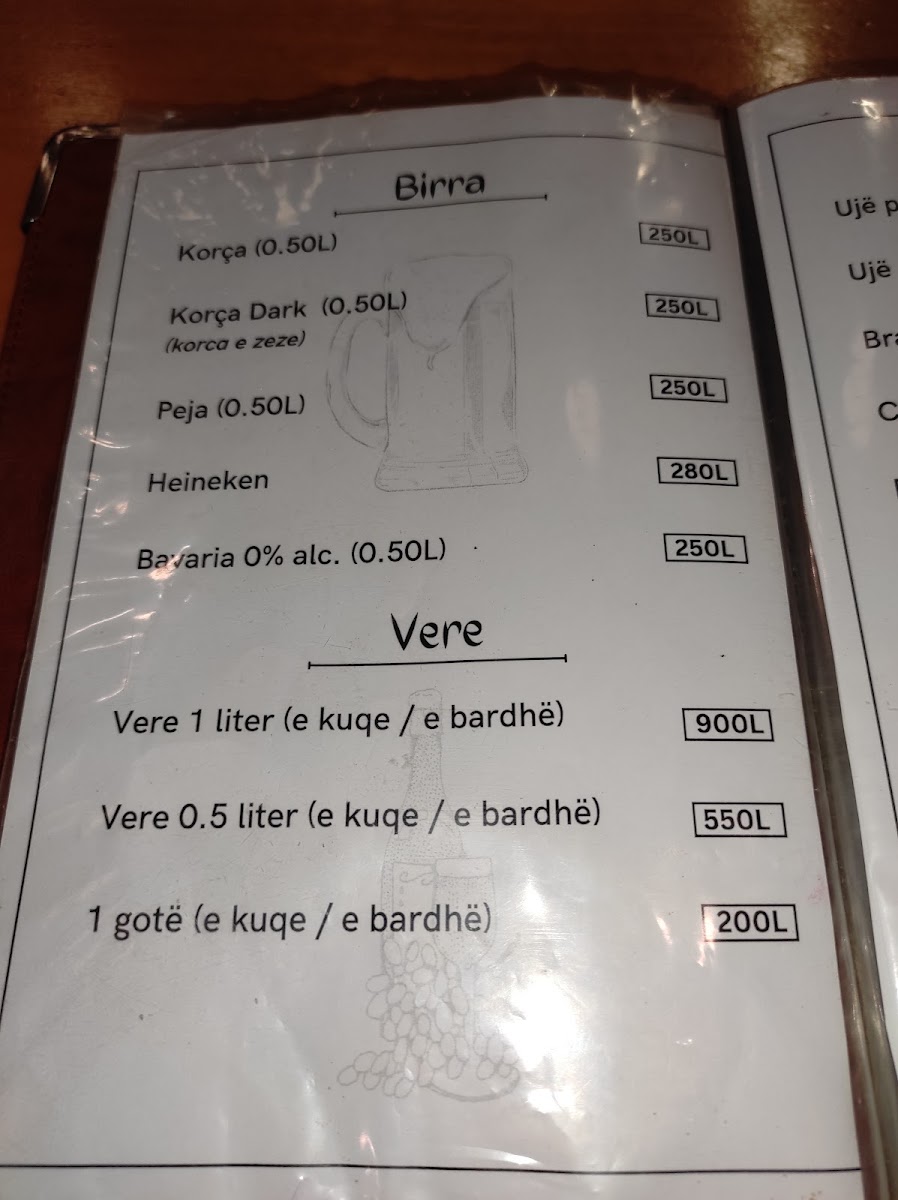 Birra
Korça (0.50L) 250L
Korça Dark (0.50L) 250L
(korca e zeze)
Peja (0.50L) 250L
Heineken 280L
Bavaria 0% alc. (0.50L) 250L
Vere
Vere 1 liter (e kuqe / e bardhë) 900L
Vere 0.5 liter (e kuqe / e bardhë) 550L
1 gotë (e kuqe / e bardhë) 200L
Ujë p
Ujë
Bra
C